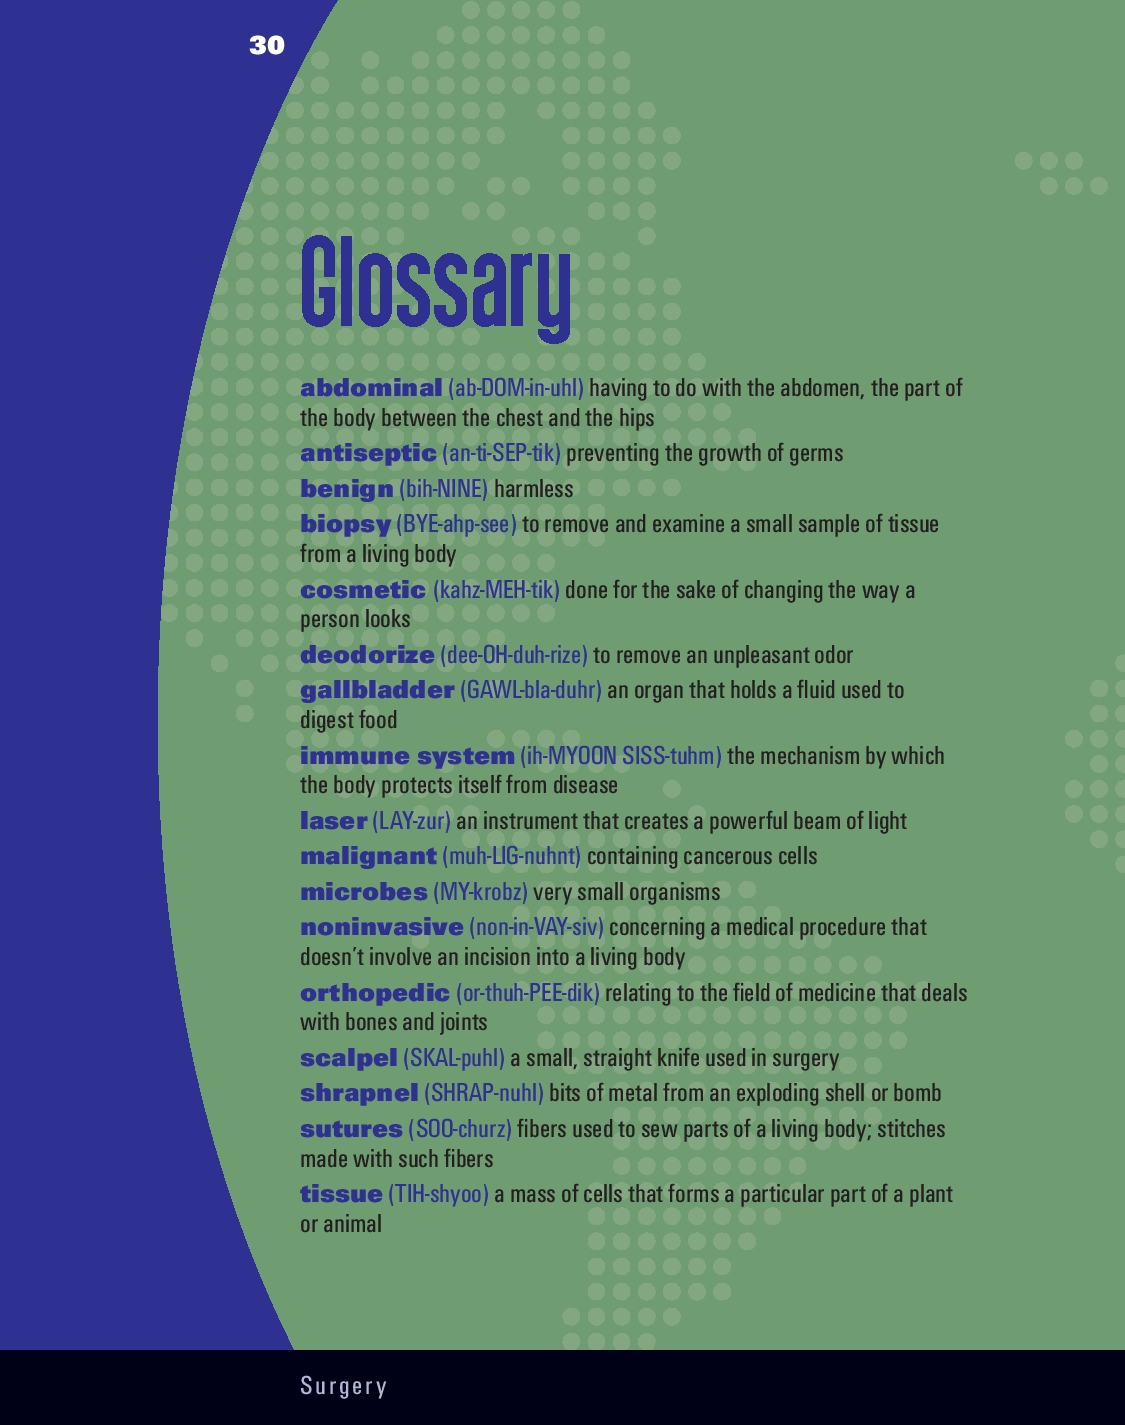 30
Glossary
abdominal (ab-DOM-in-uhl) having to do with the abdomen, the part of
the body between the chest and the hips
antiseptic (an-ti-SEP-tik) preventing the growth of germs
benign (bih-NINE) harmless
biopsy (BYE-ahp-see) to remove and examine a small sample of tissue
from a living body
cosmetic (kahz-MEH-tik) done for the sake of changing the way a
person looks
deodorize (dee-OH-duh-rize) to remove an unpleasant odor
gallbladder (GAWL-bla-duhr) an organ that holds a fluid used to
digest food
immune system (ih-MYOON SISS-tuhm) the mechanism by which
the body protects itself from disease
laser (LAY-zur) an instrument that creates a powerful beam of light
malignant (muh-LIG-nuhnt) containing cancerous cells
microbes (MY-krobz) very small organisms
noninvasive (non-in-VAY-siv) concerning a medical procedure that
doesn't involve an incision into a living body
orthopedic (or-thuh-PEE-dik) relating to the field of medicine that deals
with bones and joints
scalpel (SKAL-puhl) a small, straight knife used in surgery
shrapnel (SHRAP-nuhl) bits of metal from an exploding shell or bomb
sutures (SOO-churz) fibers used to sew parts of a living body; stitches
made with such fibers
tissue (TIH-shyoo) a mass of cells that forms a particular part of a plant
or animal
Surgery